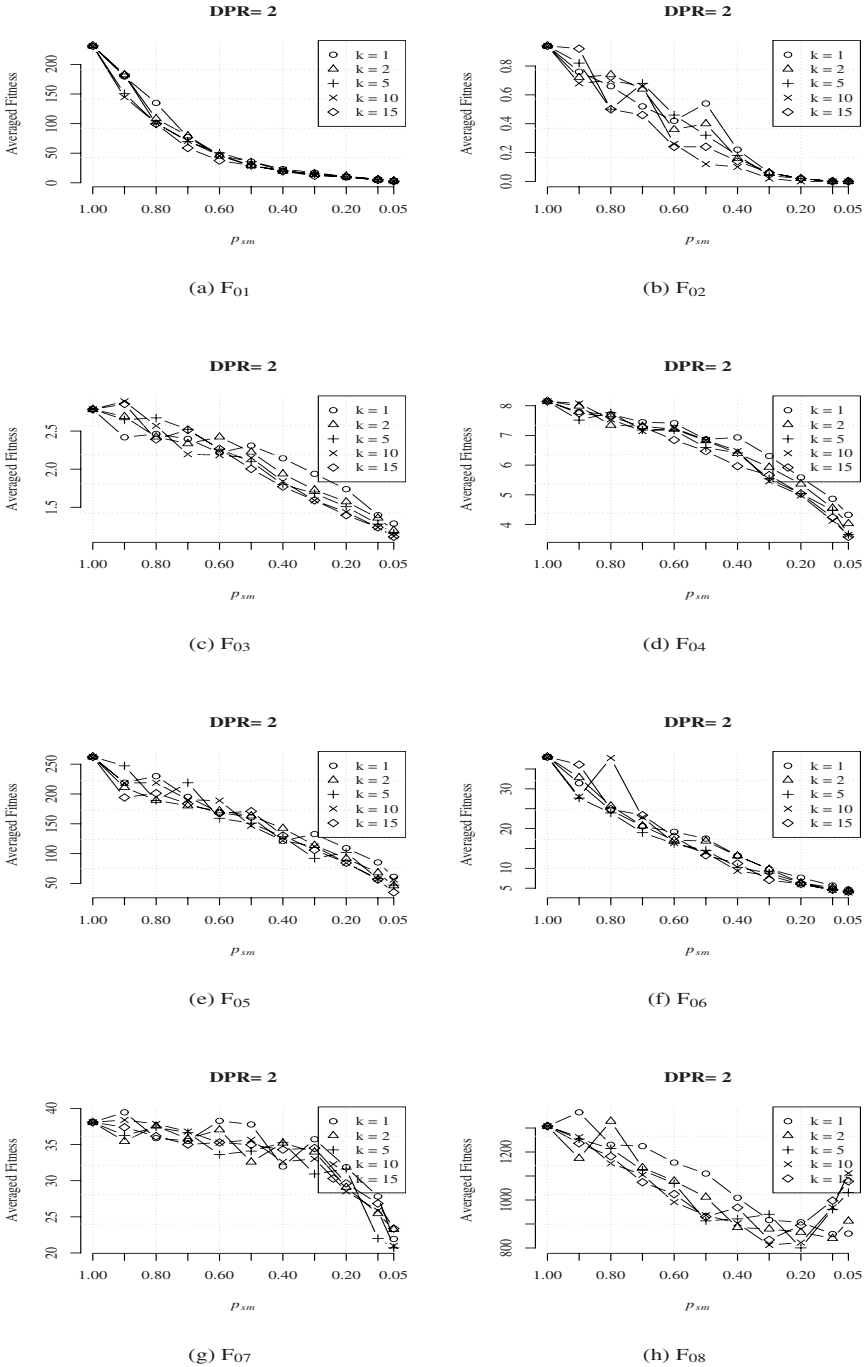 DPR= 2
Averaged Fitness
0 50 100 150 200
k = 1
k = 2
k = 5
k = 10
k = 15
1.00 0.80 0.60 0.40 0.20 0.05
p sm
(a) F01
DPR= 2
Averaged Fitness
0.0 0.2 0.4 0.6 0.8
k = 1
k = 2
k = 5
k = 10
k = 15
1.00 0.80 0.60 0.40 0.20 0.05
p sm
(b) F02
DPR= 2
Averaged Fitness
1.5 2.0 2.5
k = 1
k = 2
k = 5
k = 10
k = 15
1.00 0.80 0.60 0.40 0.20 0.05
p sm
(c) F03
DPR= 2
Averaged Fitness
4 5 6 7 8
k = 1
k = 2
k = 5
k = 10
k = 15
1.00 0.80 0.60 0.40 0.20 0.05
p sm
(d) F04
DPR= 2
Averaged Fitness
50 100 150 200 250
k = 1
k = 2
k = 5
k = 10
k = 15
1.00 0.80 0.60 0.40 0.20 0.05
p sm
(e) F05
DPR= 2
Averaged Fitness
5 10 20 30
k = 1
k = 2
k = 5
k = 10
k = 15
1.00 0.80 0.60 0.40 0.20 0.05
p sm
(f) F06
DPR= 2
Averaged Fitness
20 25 30 35 40
k = 1
k = 2
k = 5
k = 10
k = 15
1.00 0.80 0.60 0.40 0.20 0.05
p sm
(g) F07
DPR= 2
Averaged Fitness
800 1000 1200
k = 1
k = 2
k = 5
k = 10
k = 15
1.00 0.80 0.60 0.40 0.20 0.05
p sm
(h) F08